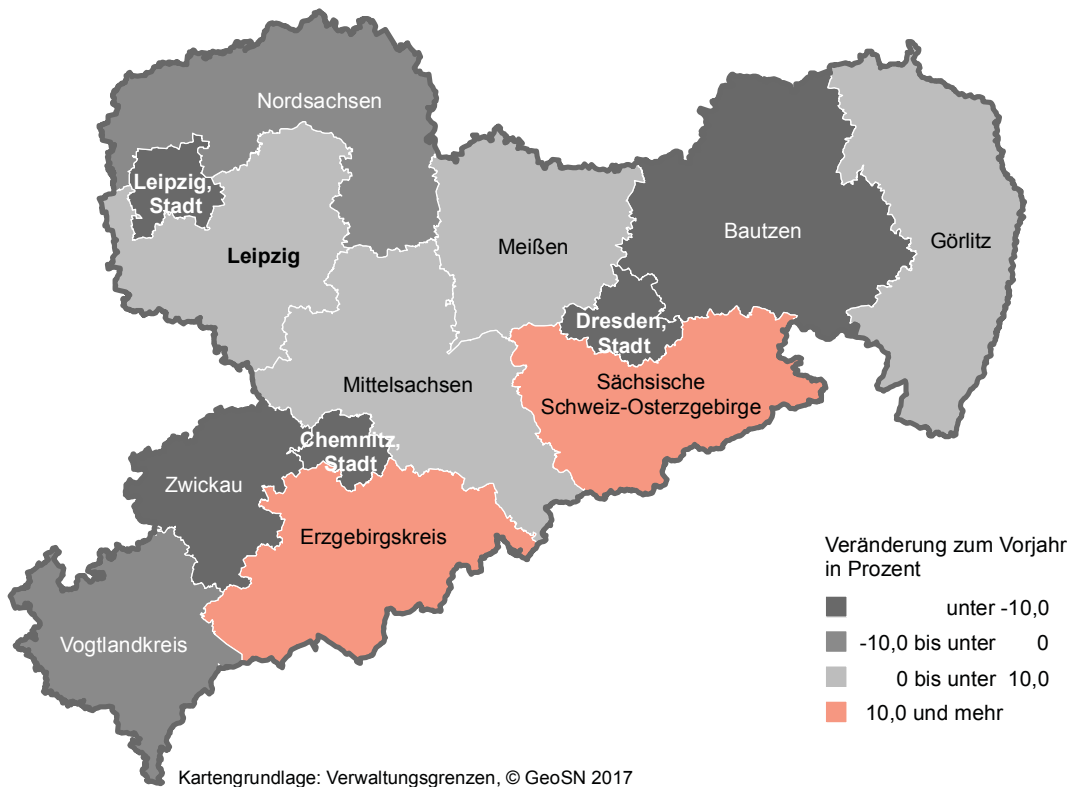 Nordsachsen
Leipzig,
Stadt
Leipzig
Meißen
Bautzen
Görlitz
Dresden,
Stadt
Mittelsachsen
Sächsische
Schweiz-Osterzgebirge
Chemnitz,
Stadt
Zwickau
Erzgebirgskreis
Vogtlandkreis
Veränderung zum Vorjahr
in Prozent
unter -10,0
-10,0 bis unter 0
0 bis unter 10,0
10,0 und mehr
Kartengrundlage: Verwaltungsgrenzen, © GeoSN 2017